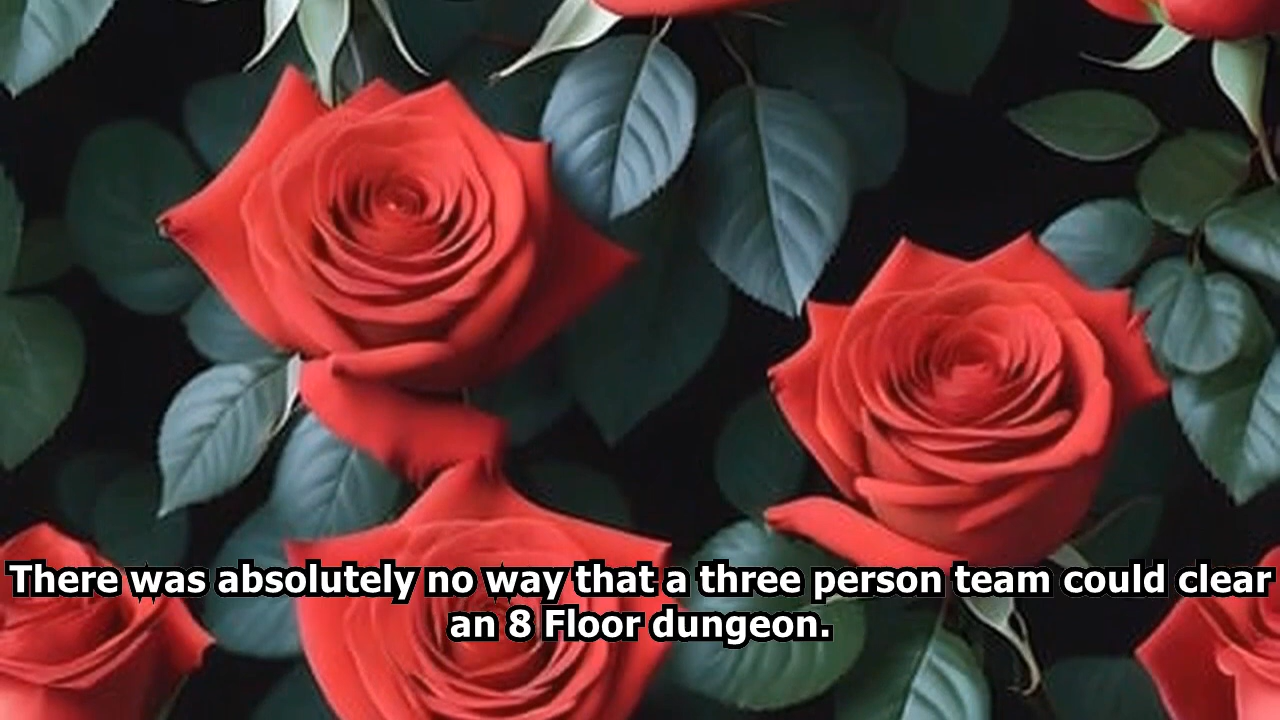 There was absolutely no way that a three person team could clear
an 8 Floor dungeon.